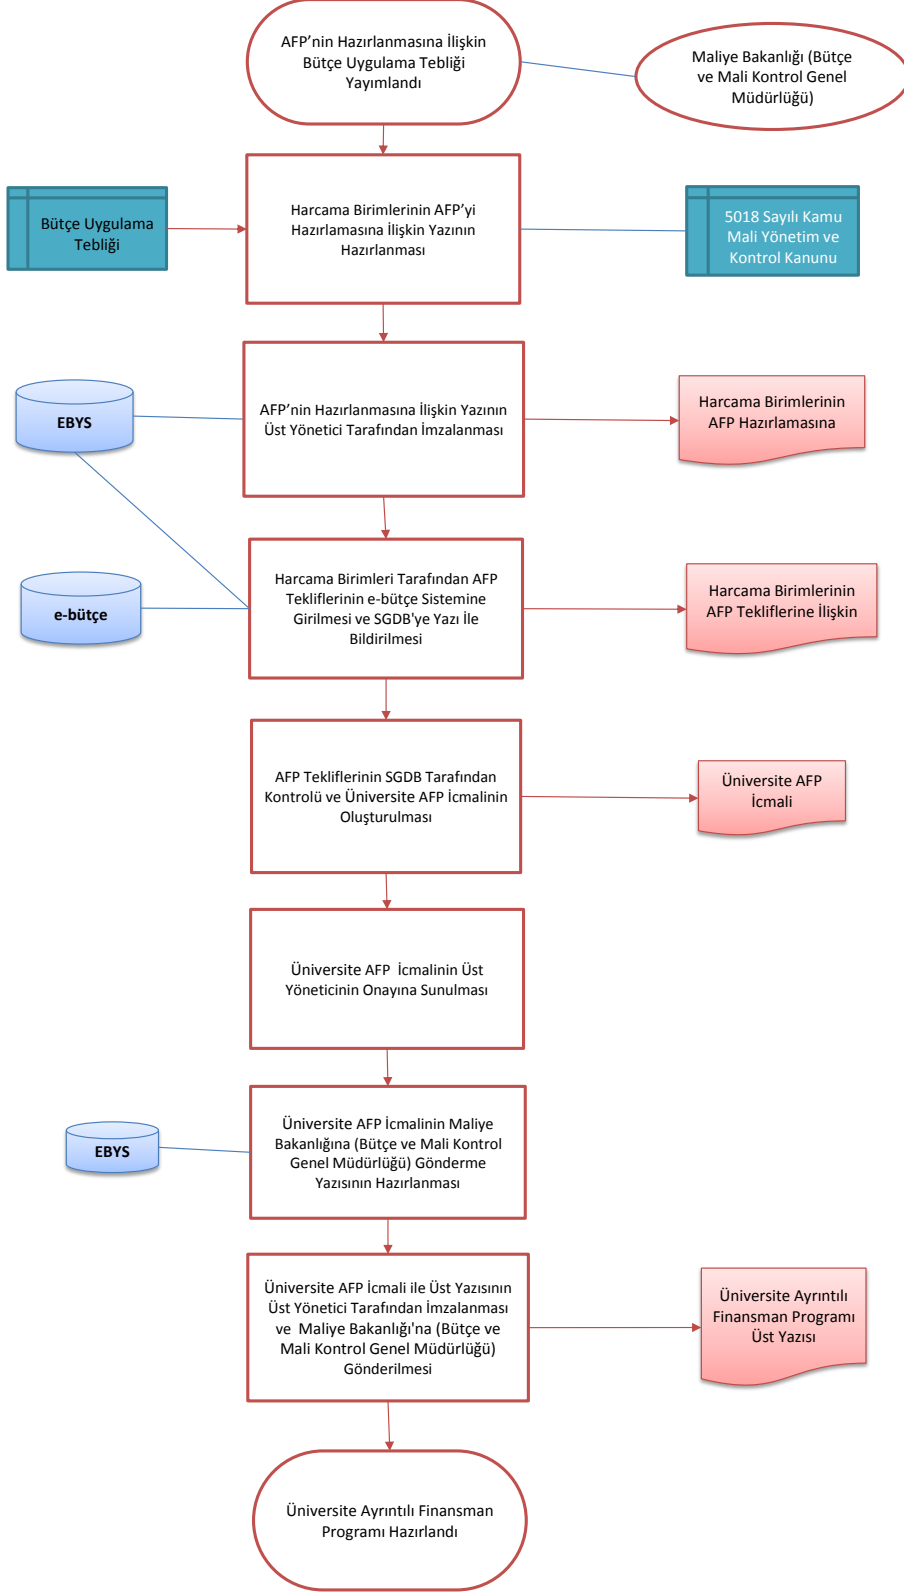 AFP’nin Hazırlanmasına İlişkin
Bütçe Uygulama Tebliği
Yayımlandı
Maliye Bakanlığı (Bütçe
ve Mali Kontrol Genel
Müdürlüğü)
Bütçe Uygulama
Tebliği
Harcama Birimlerinin AFP’yi
Hazırlamasına İlişkin Yazının
Hazırlanması
5018 Sayılı Kamu
Mali Yönetim ve
Kontrol Kanunu
EBYS
AFP’nin Hazırlanmasına İlişkin Yazının
Üst Yönetici Tarafından İmzalanması
Harcama Birimlerinin
AFP Hazırlamasına
e-bütçe
Harcama Birimleri Tarafından AFP
Tekliflerinin e-bütçe Sistemine
Girilmesi ve SGDB'ye Yazı İle
Bildirilmesi
Harcama Birimlerinin
AFP Tekliflerine İlişkin
AFP Tekliflerinin SGDB Tarafından
Kontrolü ve Üniversite AFP İcmalinin
Oluşturulması
Üniversite AFP
İcmali
Üniversite AFP İcmalinin Üst
Yöneticinin Onayına Sunulması
EBYS
Üniversite AFP İcmalinin Maliye
Bakanlığına (Bütçe ve Mali Kontrol
Genel Müdürlüğü) Gönderme
Yazısının Hazırlanması
Üniversite AFP İcmali ile Üst Yazısının
Üst Yönetici Tarafından İmzalanması
ve Maliye Bakanlığı'na (Bütçe ve
Mali Kontrol Genel Müdürlüğü)
Gönderilmesi
Üniversite Ayrıntılı
Finansman Programı
Üst Yazısı
Üniversite Ayrıntılı Finansman
Programı Hazırlandı